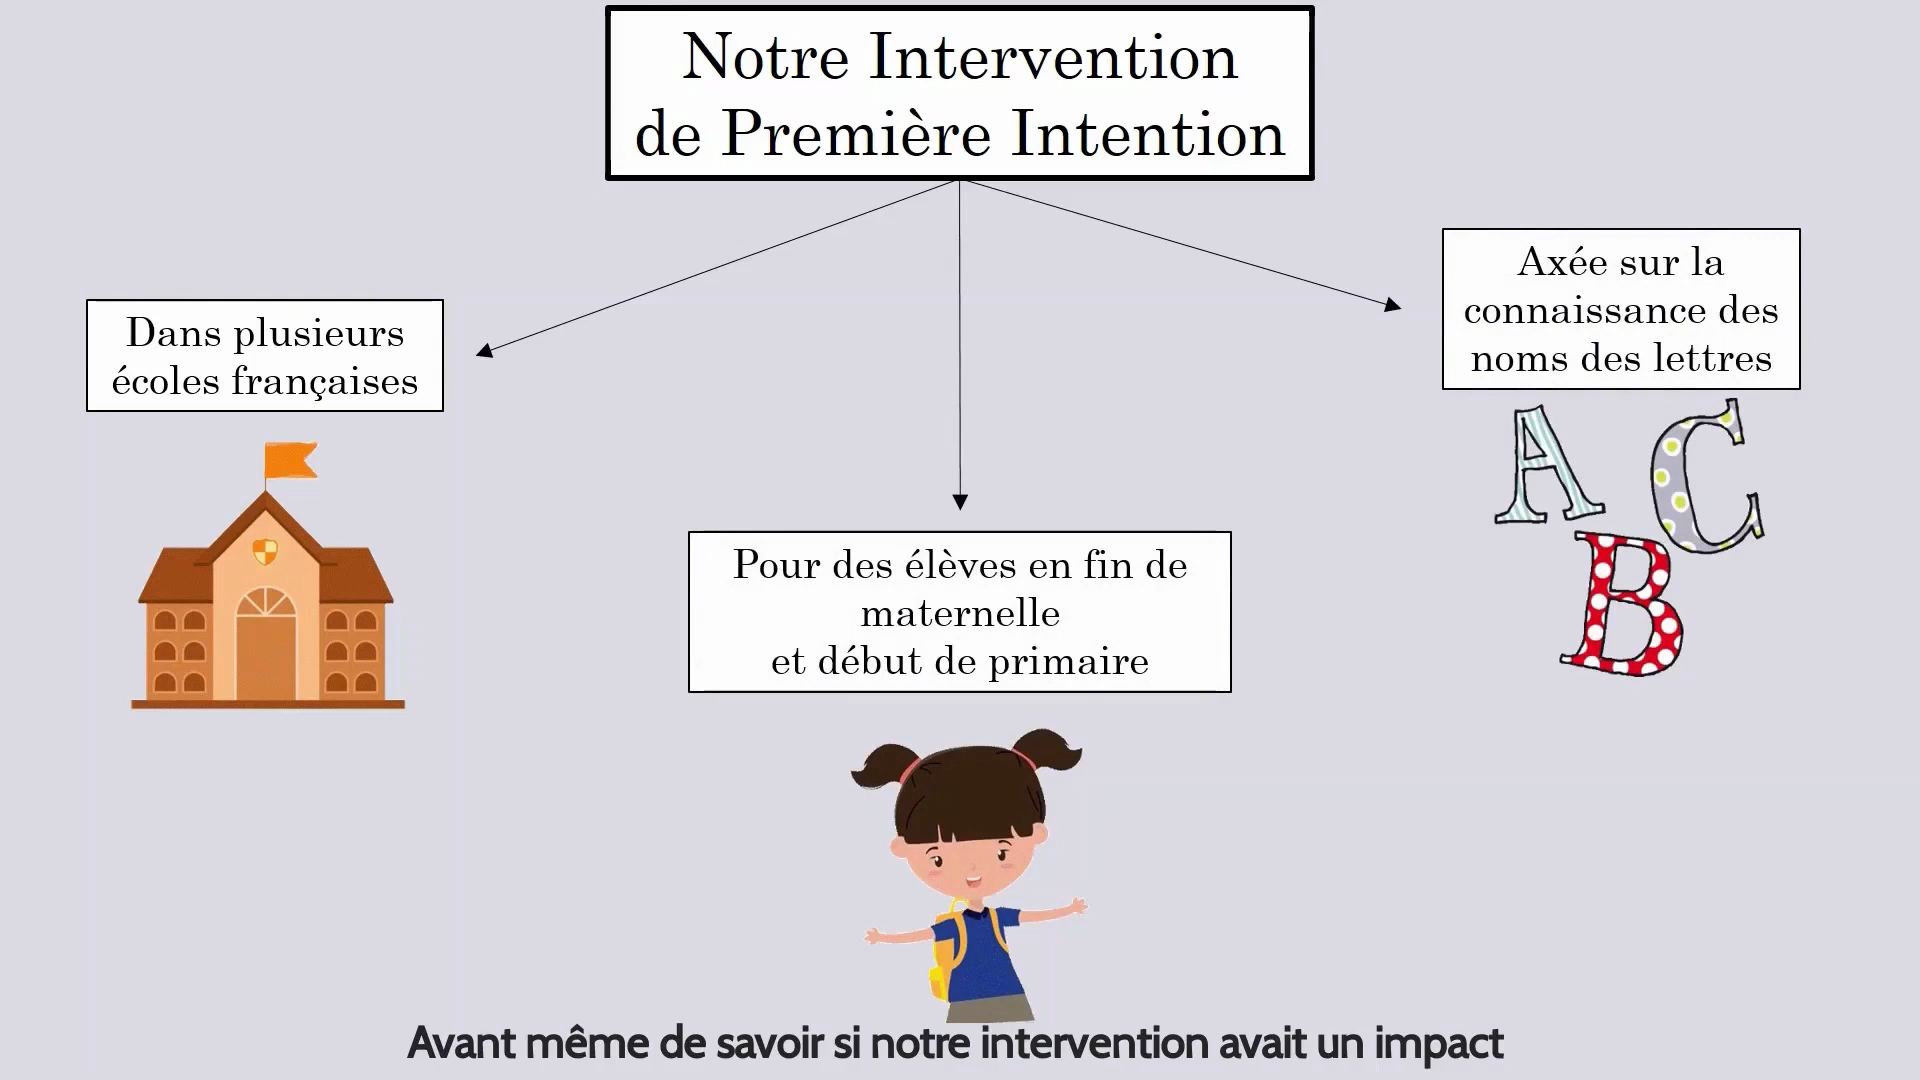 Notre Intervention
de Première Intention
Dans plusieurs
écoles françaises
Pour des élèves en fin de
maternelle
et début de primaire
Axée sur la
connaissance des
noms des lettres
A C
B
Avant même de savoir si notre intervention avait un impact